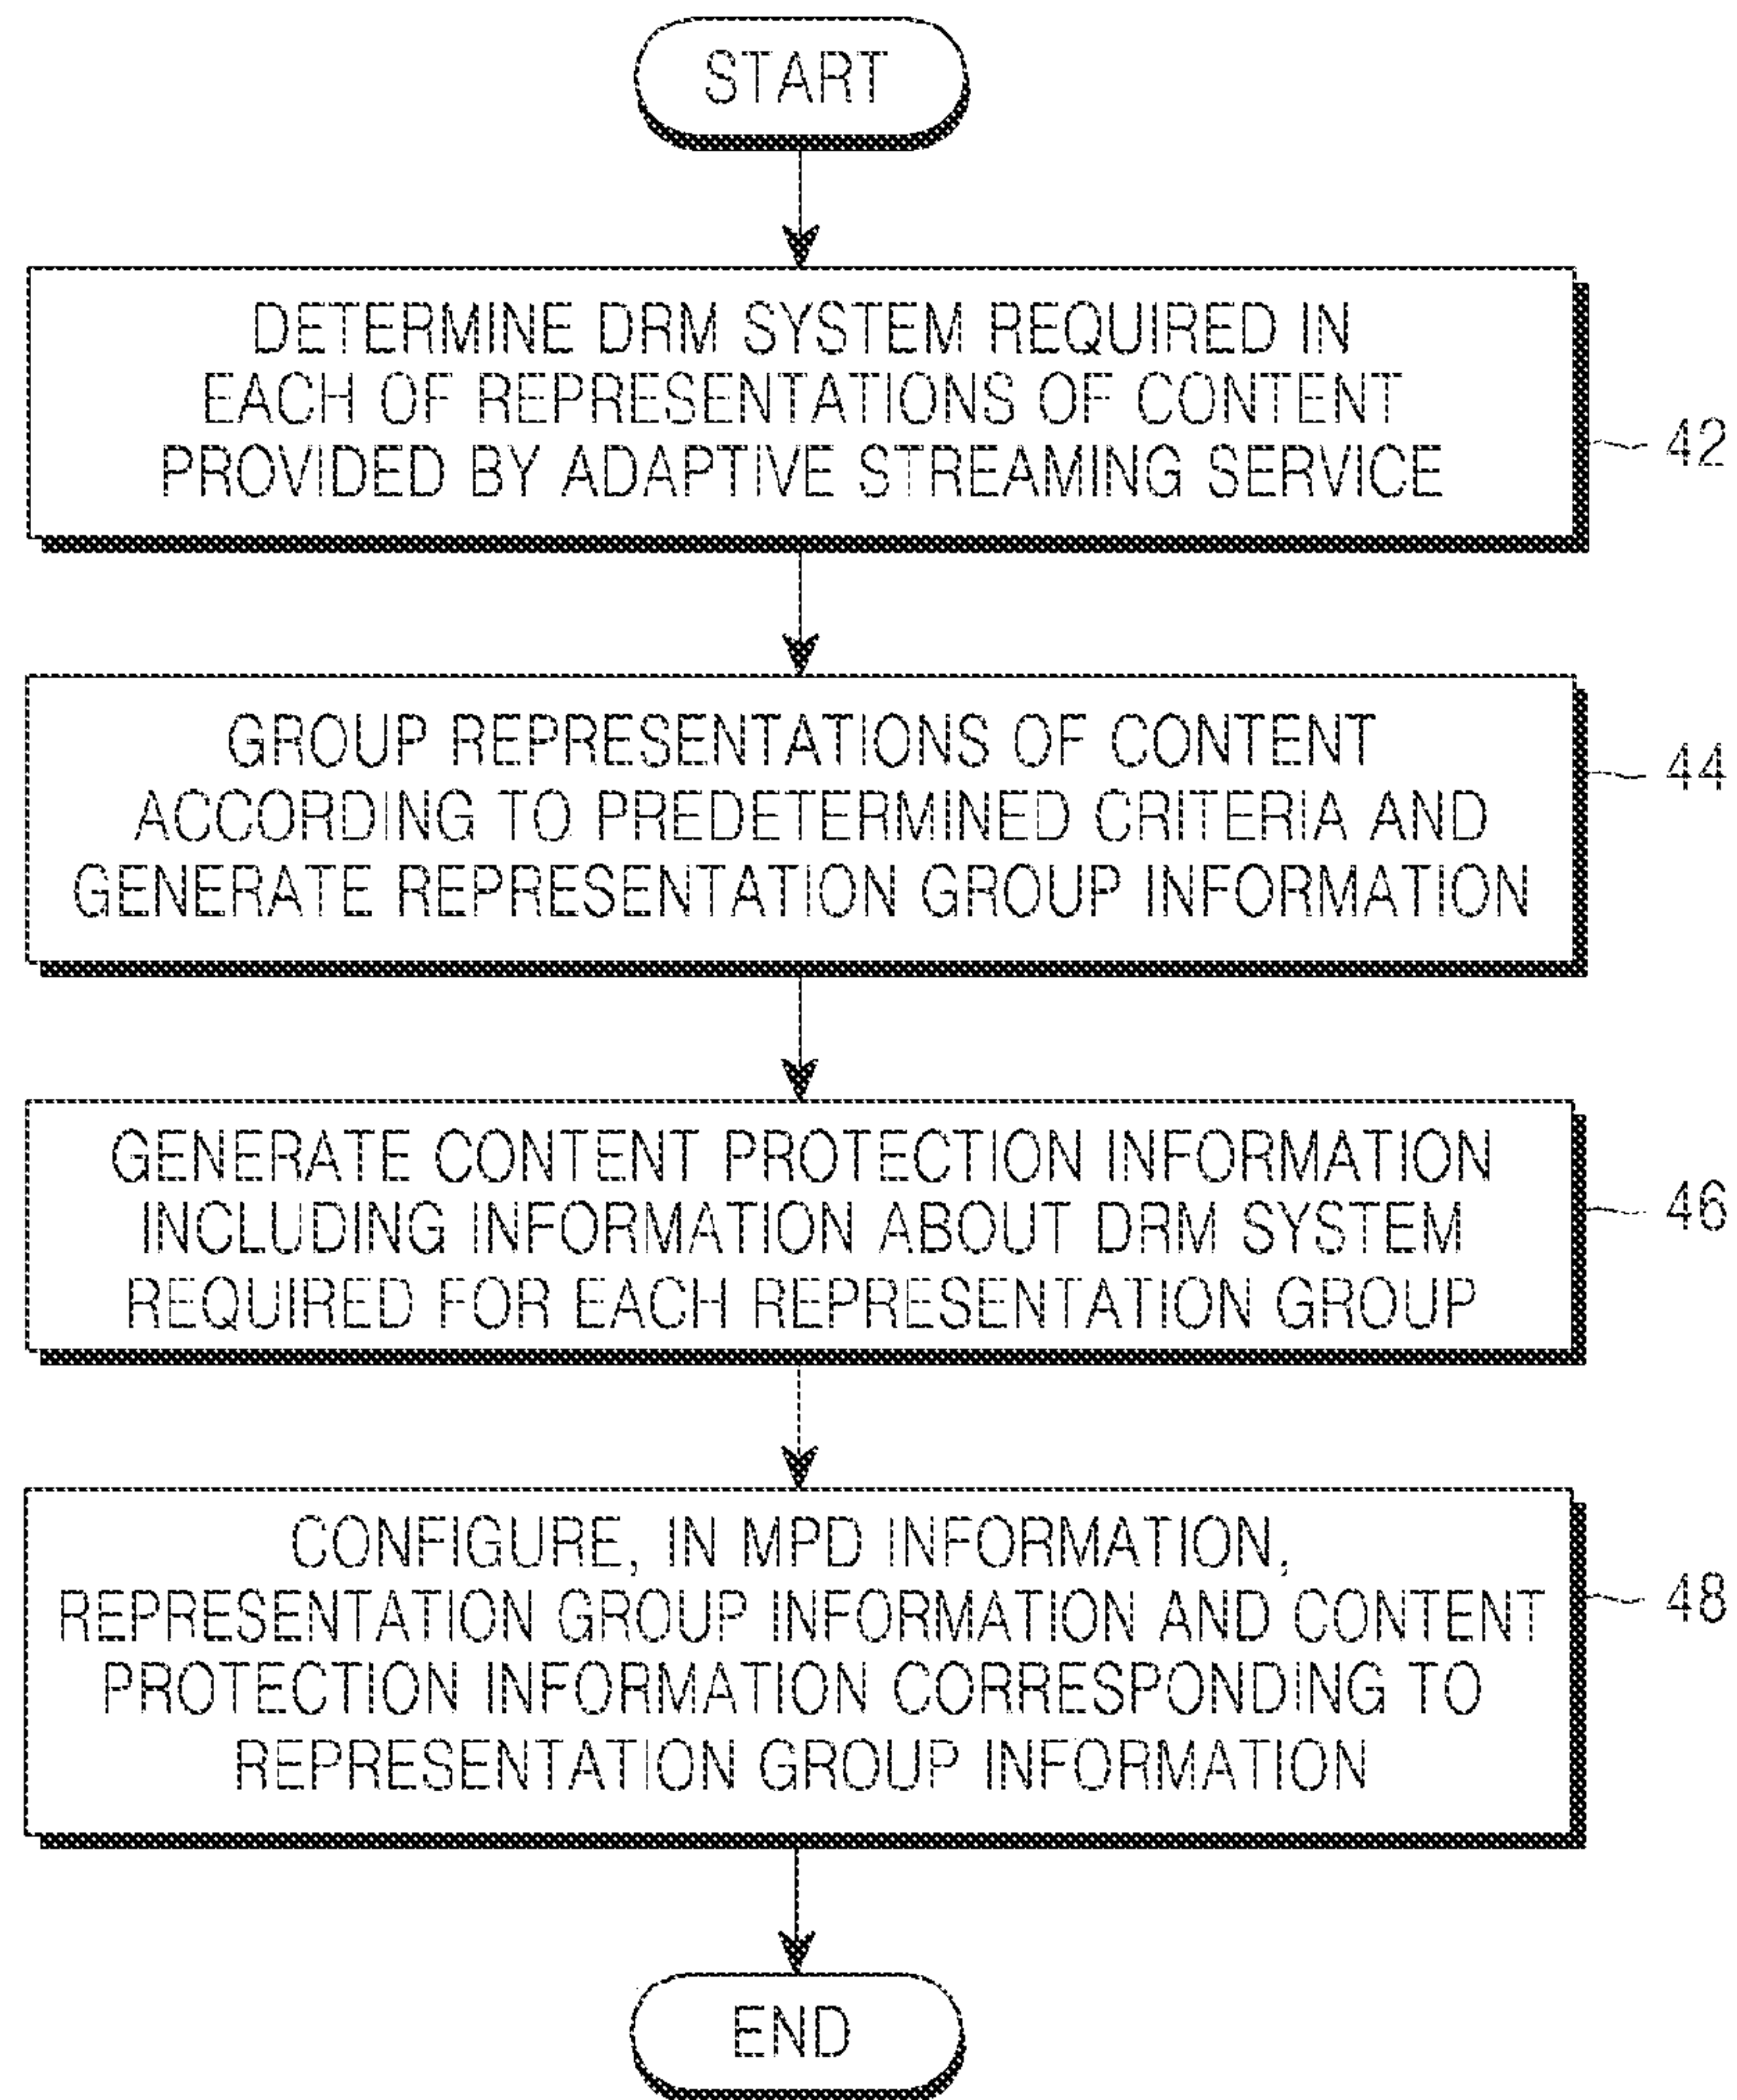 START
DETERMINE DRM SYSTEM REQUIRED IN
EACH OF REPRESENTATIONS OF CONTENT
PROVIDED BY ADAPTIVE STREAMING SERVICE
42
GROUP REPRESENTATIONS OF CONTENT
ACCORDING TO PREDETERMINED CRITERIA AND
GENERATE REPRESENTATION GROUP INFORMATION
44
GENERATE CONTENT PROTECTION INFORMATION
INCLUDING INFORMATION ABOUT DRM SYSTEM
REQUIRED FOR EACH REPRESENTATION GROUP
46
CONFIGURE, IN MPD INFORMATION,
REPRESENTATION GROUP INFORMATION AND CONTENT
PROTECTION INFORMATION CORRESPONDING TO
REPRESENTATION GROUP INFORMATION
48
END